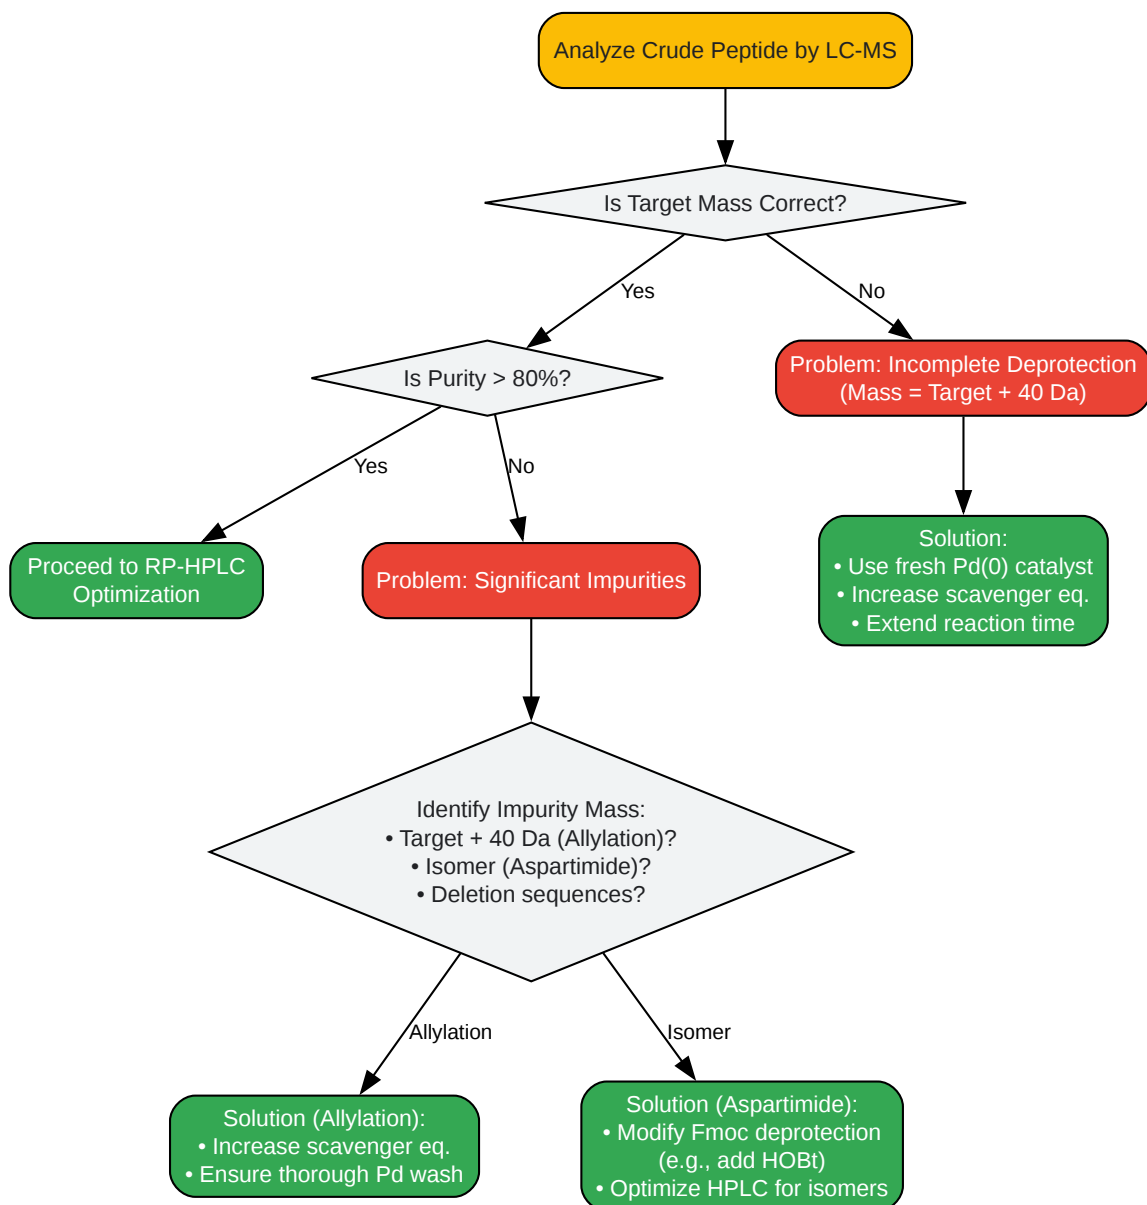 Analyze Crude Peptide by LC-MS
Is Target Mass Correct?
Yes
No
Is Purity > 80%?
Problem: Incomplete Deprotection
(Mass = Target + 40 Da)
Yes
No
Proceed to RP-HPLC
Optimization
Problem: Significant Impurities
Solution:
• Use fresh Pd(0) catalyst
• Increase scavenger eq.
• Extend reaction time
Identify Impurity Mass:
• Target + 40 Da (Allylation)?
• Isomer (Aspartimide)?
• Deletion sequences?
Allylation
Isomer
Solution (Allylation):
• Increase scavenger eq.
• Ensure thorough Pd wash
Solution (Aspartimide):
• Modify Fmoc deprotection
(e.g., add HOBt)
• Optimize HPLC for isomers